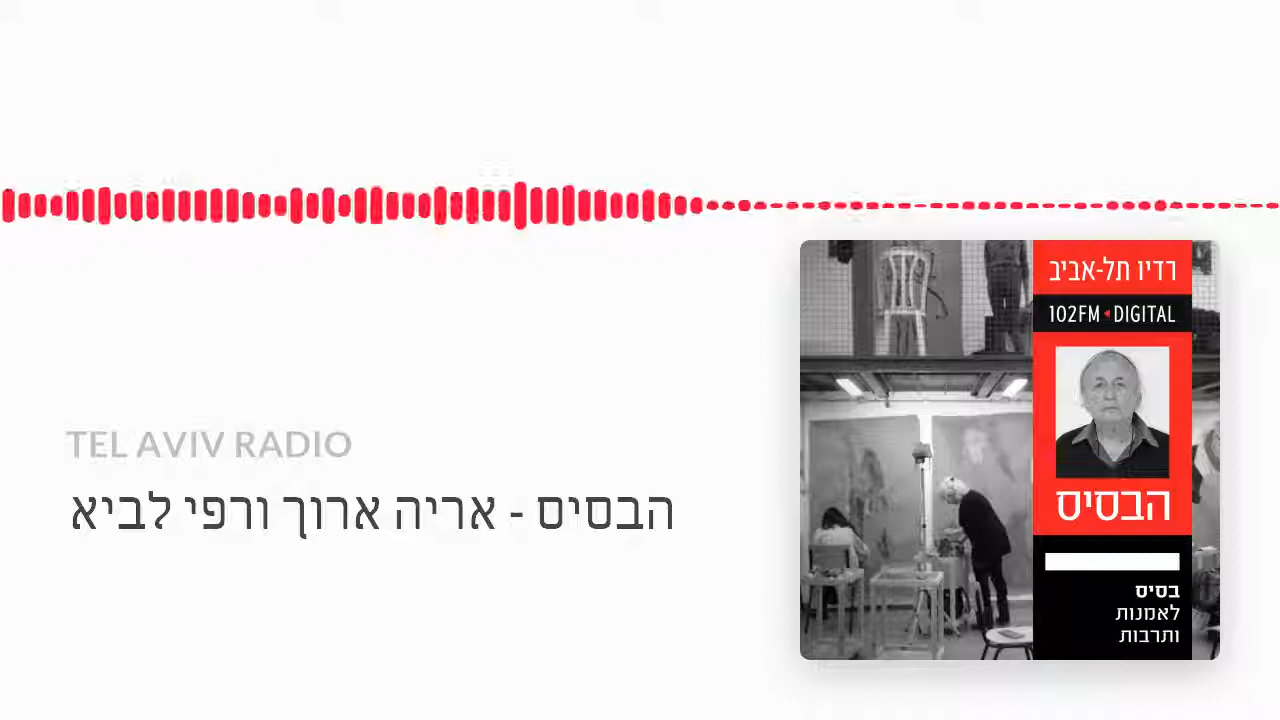 TEL AVIV RADIO
הבסיס - אריה ארוך ורפי לביא
רדיו תל-אביב
102FM DIGITAL
הבסיס
בסיס
לאמנות
ותרבות